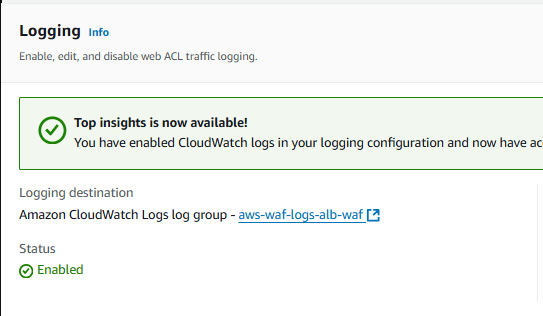 Logging Info
Enable, edit, and disable web ACL traffic logging.
Top insights is now available!
You have enabled CloudWatch logs in your logging configuration and now have
Logging destination
Amazon CloudWatch Logs log group - aws-waf-logs-alb-waf
Status
Enabled